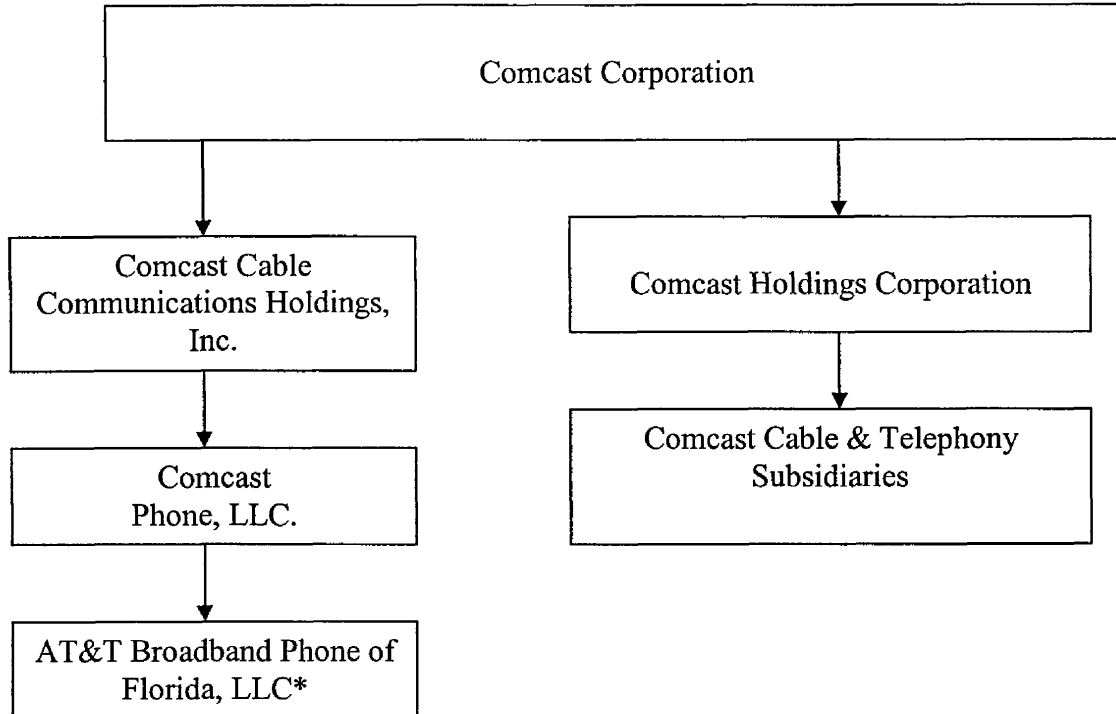 Comcast Corporation
Comcast Cable
Communications Holdings,
Inc.
Comcast Holdings Corporation
Comcast
Phone, LLC.
Comcast Cable & Telephony
Subsidiaries
AT&T Broadband Phone of
Florida, LLC*